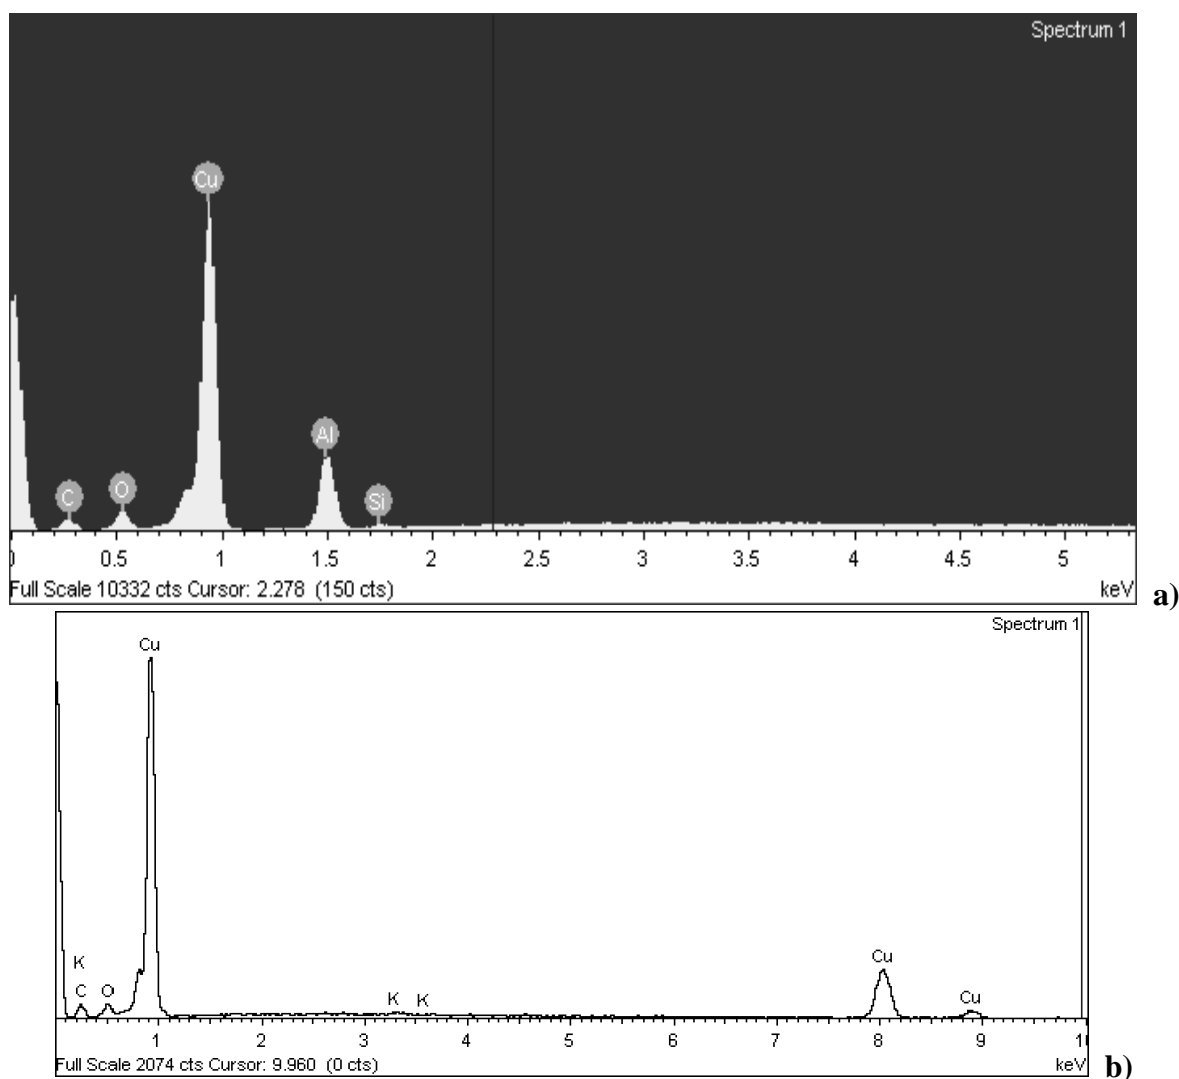 Spectrum 1
Cu
Al
C O Si
0 0.5 1 1.5 2 2.5 3 3.5 4 4.5 5
Full Scale 10332 cts Cursor: 2.278 (150 cts) keV
a)
Spectrum 1
Cu
K
C O K K Cu Cu
1 2 3 4 5 6 7 8 9 1
Full Scale 2074 cts Cursor: 9.960 (0 cts) keV
b)